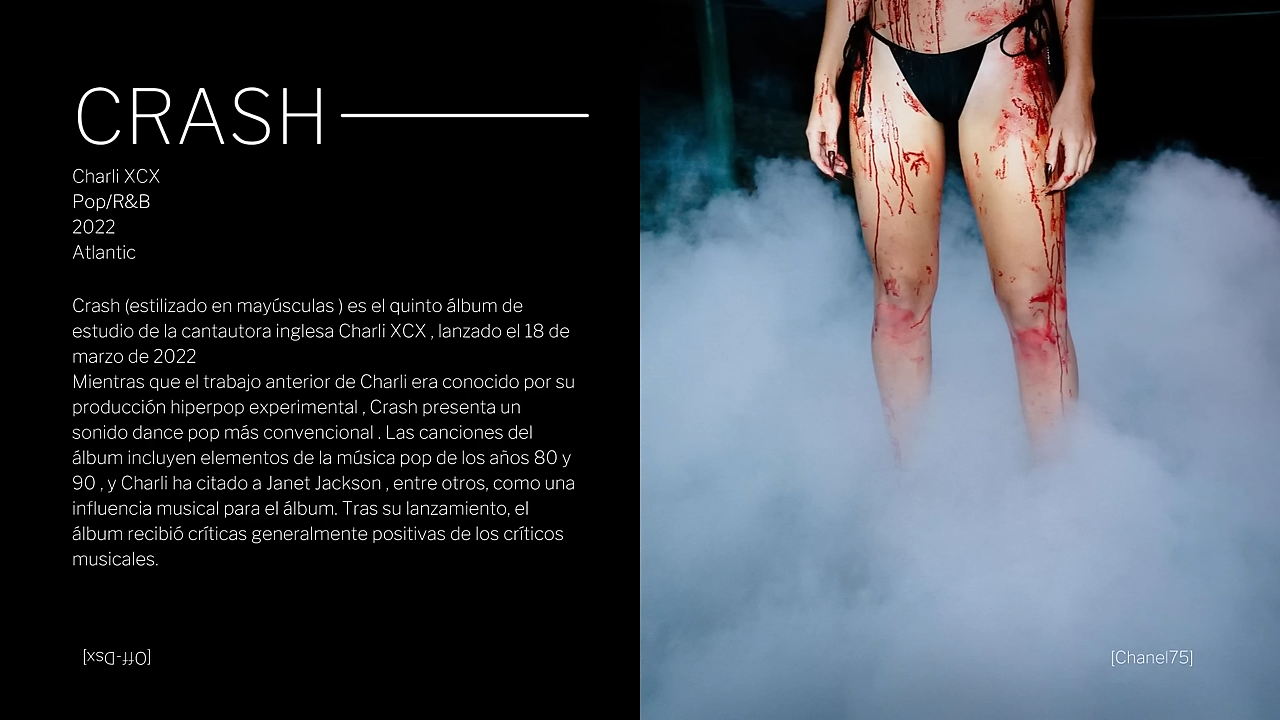 CRASH
Charli XCX
Pop/R&B
2022
Atlantic
Crash (estilizado en mayúsculas ) es el quinto álbum de
estudio de la cantautora inglesa Charli XCX , lanzado el 18 de
marzo de 2022
Mientras que el trabajo anterior de Charli era conocido por su
producción hiperpop experimental , Crash presenta un
sonido dance pop más convencional . Las canciones del
álbum incluyen elementos de la música pop de los años 80 y
90 , y Charli ha citado a Janet Jackson , entre otros, como una
influencia musical para el álbum. Tras su lanzamiento, el
álbum recibió críticas generalmente positivas de los críticos
musicales.
[Off-Dsx]
[Chanel75]